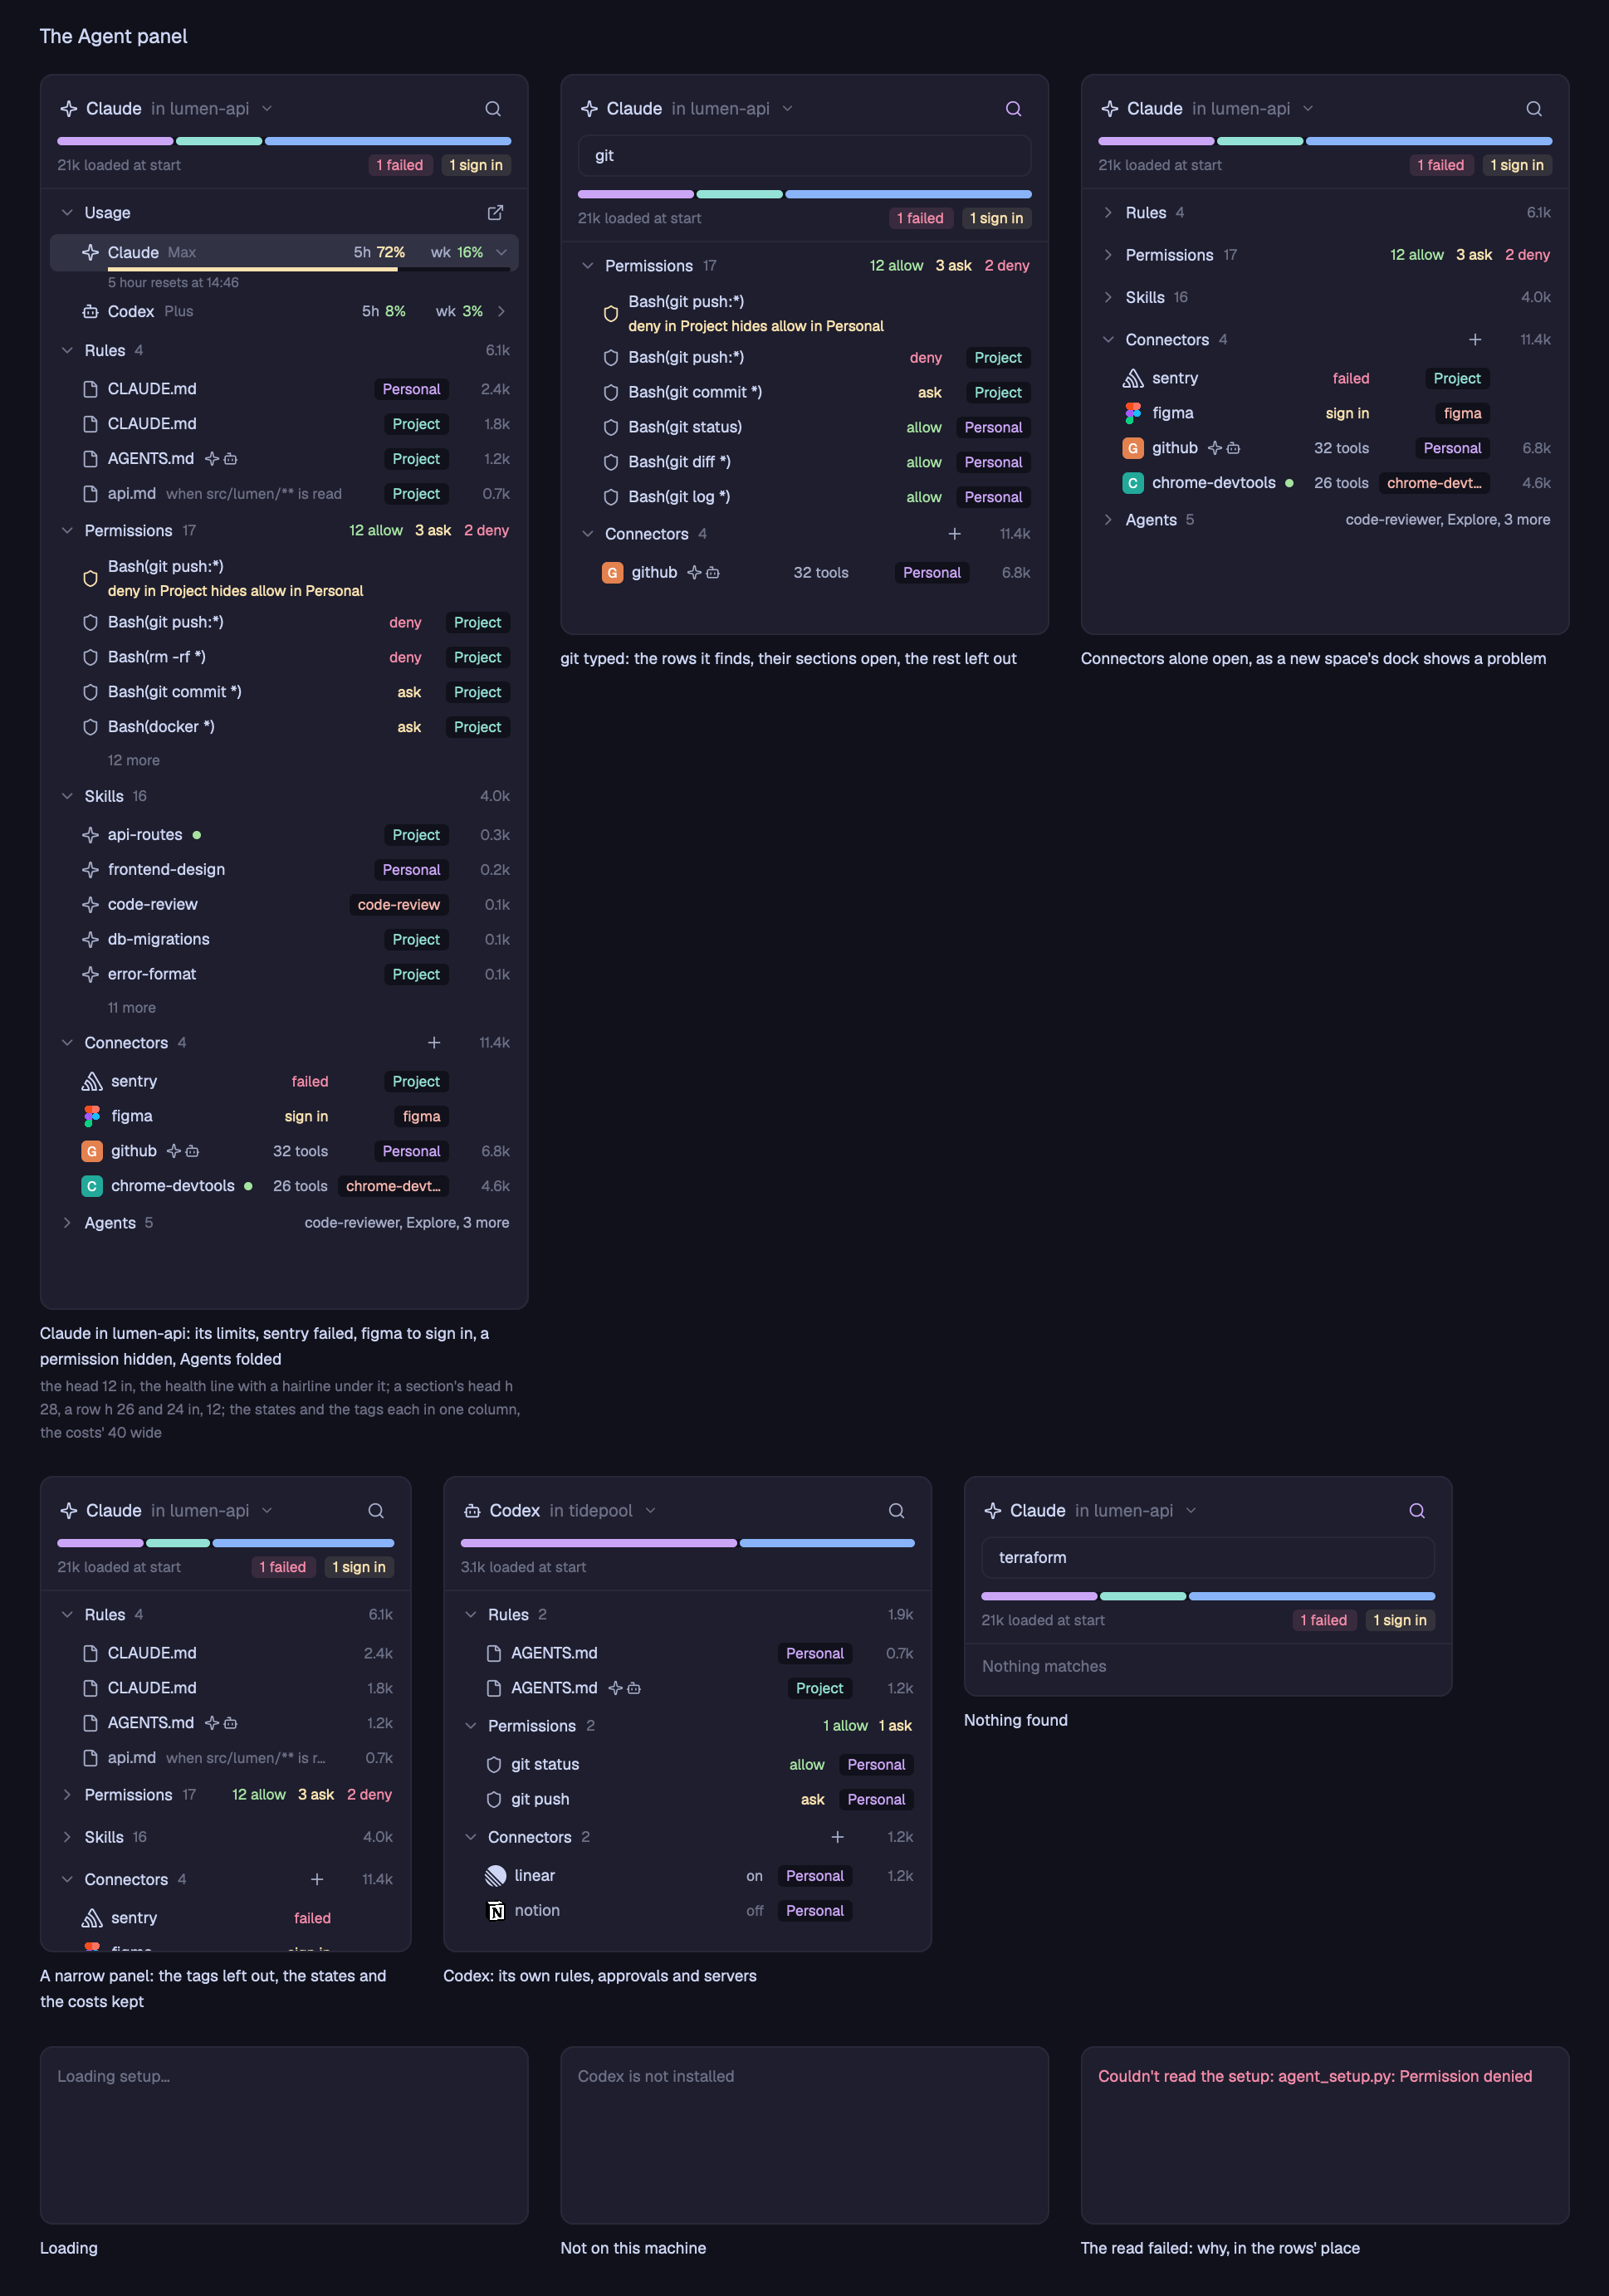 The Agent panel
Claude in lumen-api
21k loaded at start 1 failed 1 sign in
Usage
Claude Max 5h 72% wk 16%
5 hour resets at 14:46
Codex Plus 5h 8% wk 3%
Rules 4 6.1k
CLAUDE.md Personal 2.4k
CLAUDE.md Project 1.8k
AGENTS.md Project 1.2k
api.md when src/lumen/** is read Project 0.7k
Permissions 17 12 allow 3 ask 2 deny
Bash(git push:*)
deny in Project hides allow in Personal
Bash(git push:*) deny Project
Bash(rm -rf *) deny Project
Bash(git commit *) ask Project
Bash(docker *) ask Project
12 more
Skills 16 4.0k
api-routes Project 0.3k
frontend-design Personal 0.2k
code-review code-review 0.1k
db-migrations Project 0.1k
error-format Project 0.1k
11 more
Connectors 4 11.4k
sentry failed Project
figma sign in figma
G github 32 tools Personal 6.8k
C chrome-devtools 26 tools chrome-devt... 4.6k
Agents 5 code-reviewer, Explore, 3 more
Claude in lumen-api: its limits, sentry failed, figma to sign in, a
permission hidden, Agents folded
the head 12 in, the health line with a hairline under it; a section's head h
28, a row h 26 and 24 in, 12; the states and the tags each in one column,
the costs' 40 wide
Claude in lumen-api
git
21k loaded at start 1 failed 1 sign in
Permissions 17 12 allow 3 ask 2 deny
Bash(git push:*)
deny in Project hides allow in Personal
Bash(git push:*) deny Project
Bash(git commit *) ask Project
Bash(git status) allow Personal
Bash(git diff *) allow Personal
Bash(git log *) allow Personal
Connectors 4 11.4k
G github 32 tools Personal 6.8k
git typed: the rows it finds, their sections open, the rest left out
Claude in lumen-api
21k loaded at start 1 failed 1 sign in
Rules 4 6.1k
Permissions 17 12 allow 3 ask 2 deny
Skills 16 4.0k
Connectors 4 11.4k
sentry failed Project
figma sign in figma
G github 32 tools Personal 6.8k
C chrome-devtools 26 tools chrome-devt... 4.6k
Agents 5 code-reviewer, Explore, 3 more
Connectors alone open, as a new space's dock shows a problem
Claude in lumen-api
21k loaded at start 1 failed 1 sign in
Rules 4 6.1k
CLAUDE.md 2.4k
CLAUDE.md 1.8k
AGENTS.md 1.2k
api.md when src/lumen/** is r... 0.7k
Permissions 17 12 allow 3 ask 2 deny
Skills 16 4.0k
Connectors 4 11.4k
sentry failed
figma sign in
A narrow panel: the tags left out, the states and
the costs kept
Codex in tidepool
3.1k loaded at start
Rules 2 1.9k
AGENTS.md Personal 0.7k
AGENTS.md Project 1.2k
Permissions 2 1 allow 1 ask
git status allow Personal
git push ask Personal
Connectors 2 1.2k
linear on Personal 1.2k
notion off Personal
Codex: its own rules, approvals and servers
Claude in lumen-api
terraform
21k loaded at start 1 failed 1 sign in
Nothing matches
Nothing found
Loading setup...
Loading
Codex is not installed
Not on this machine
Couldn't read the setup: agent_setup.py: Permission denied
The read failed: why, in the rows' place